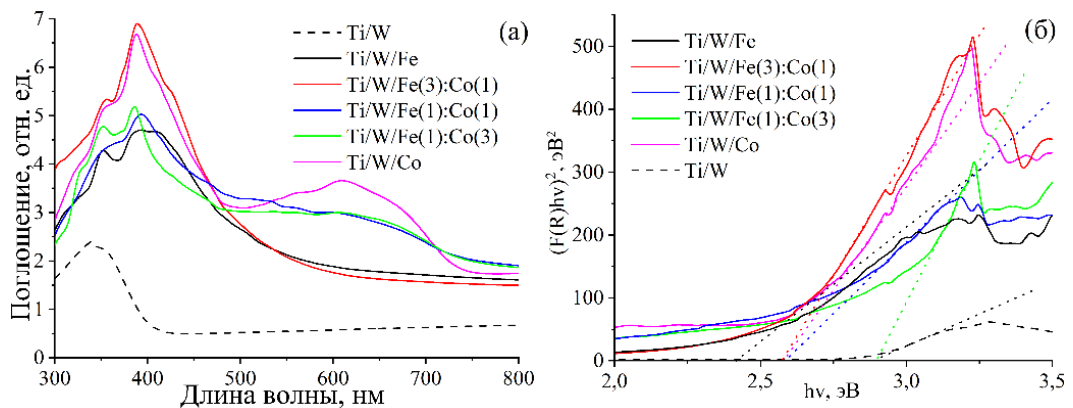 (а)
7
6
5
4
3
2
1
0
Поглощение, отн. ед.
Ti/W
Ti/W/Fe
Ti/W/Fe(3):Co(1)
Ti/W/Fe(1):Co(1)
Ti/W/Fe(1):Co(3)
Ti/W/Co
300 400 500 600 700 800
Длина волны, нм
(б)
500
400
300
200
100
0
(F(R)hν)², эВ²
Ti/W/Fe
Ti/W/Fe(3):Co(1)
Ti/W/Fe(1):Co(1)
Ti/W/Fe(1):Co(3)
Ti/W/Co
Ti/W
2,0 2,5 3,0 3,5
hν, эВ